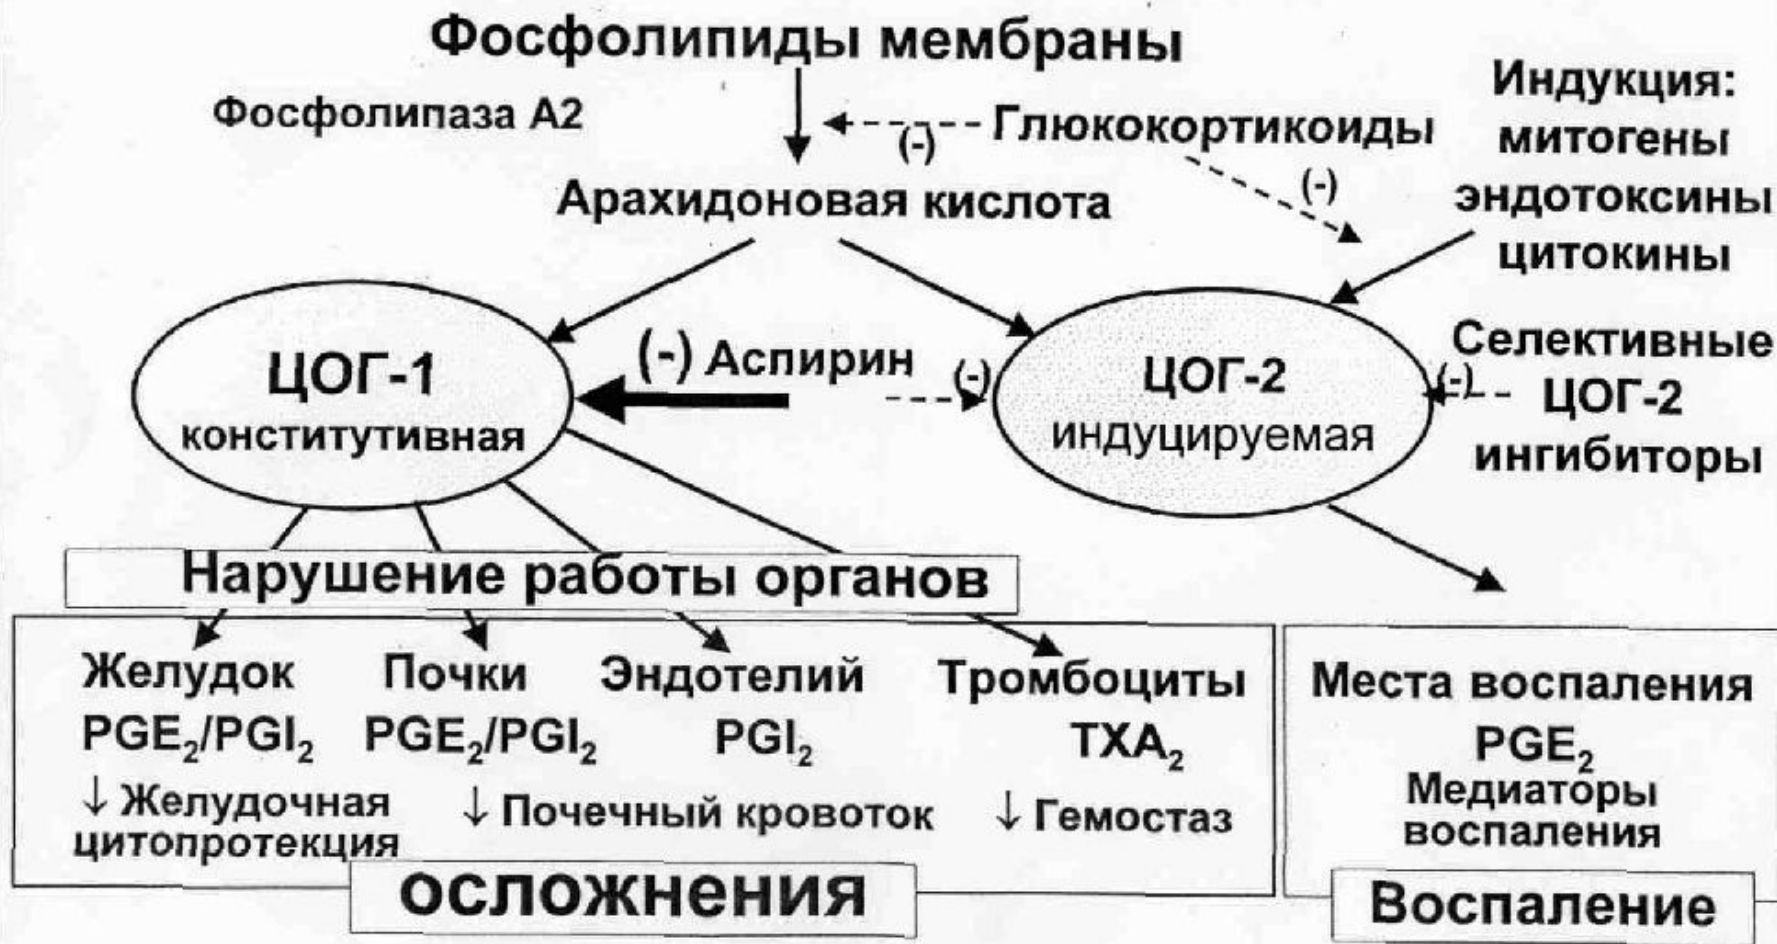 Фосфолипиды мембраны
Фосфолипаза А2
(-)
Глюкокортикоиды
(-)
Индукция:
митогены
эндотоксины
цитокины
Арахидоновая кислота
ЦОГ-1
конститутивная
(-) Аспирин
(-)
ЦОГ-2
индуцируемая
(-)
Селективные
ЦОГ-2
ингибиторы
Нарушение работы органов
Желудок
PGE₂/PGI₂
↓ Желудочная
цитопротекция
Почки
PGE₂/PGI₂
↓ Почечный кровоток
Эндотелий
PGI₂
Тромбоциты
TXA₂
↓ Гемостаз
осложнения
Места воспаления
PGE₂
Медиаторы
воспаления
Воспаление